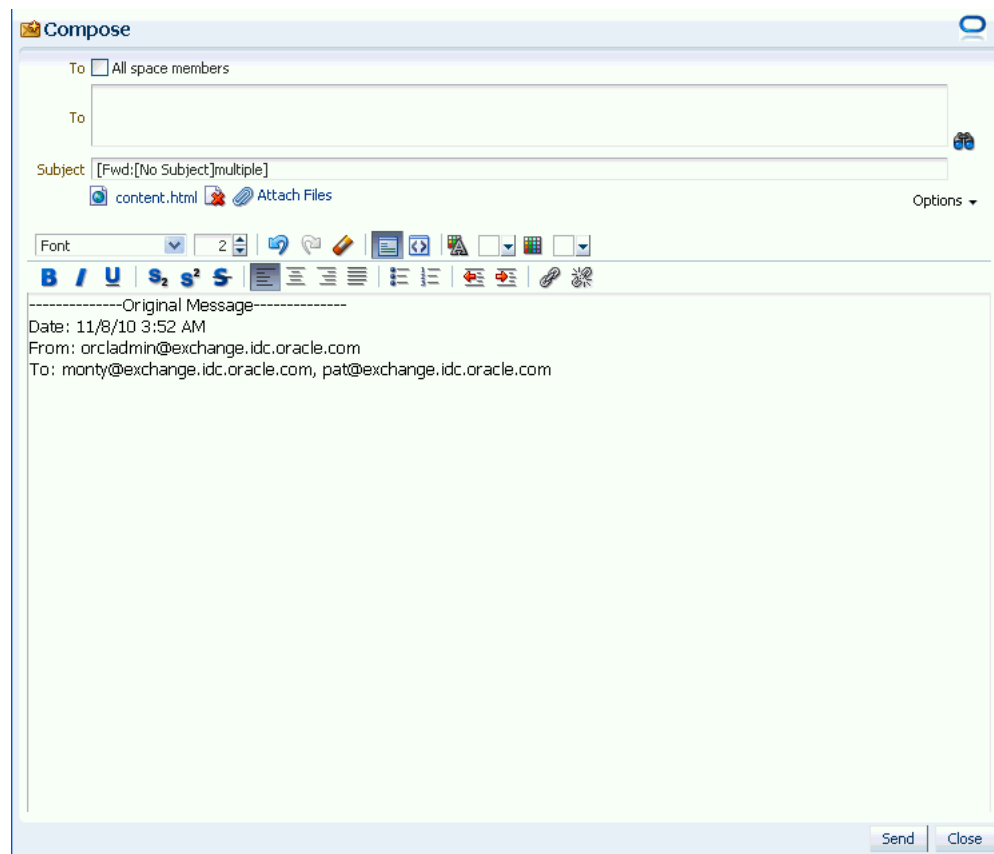 Compose
To All space members
To
Subject [Fwd:[No Subject]multiple]
content.html Attach Files
Options
Font 2
B I U S2 S2 S
--------------Original Message--------------
Date: 11/8/10 3:52 AM
From: orcladmin@exchange.idc.oracle.com
To: monty@exchange.idc.oracle.com, pat@exchange.idc.oracle.com
Send Close